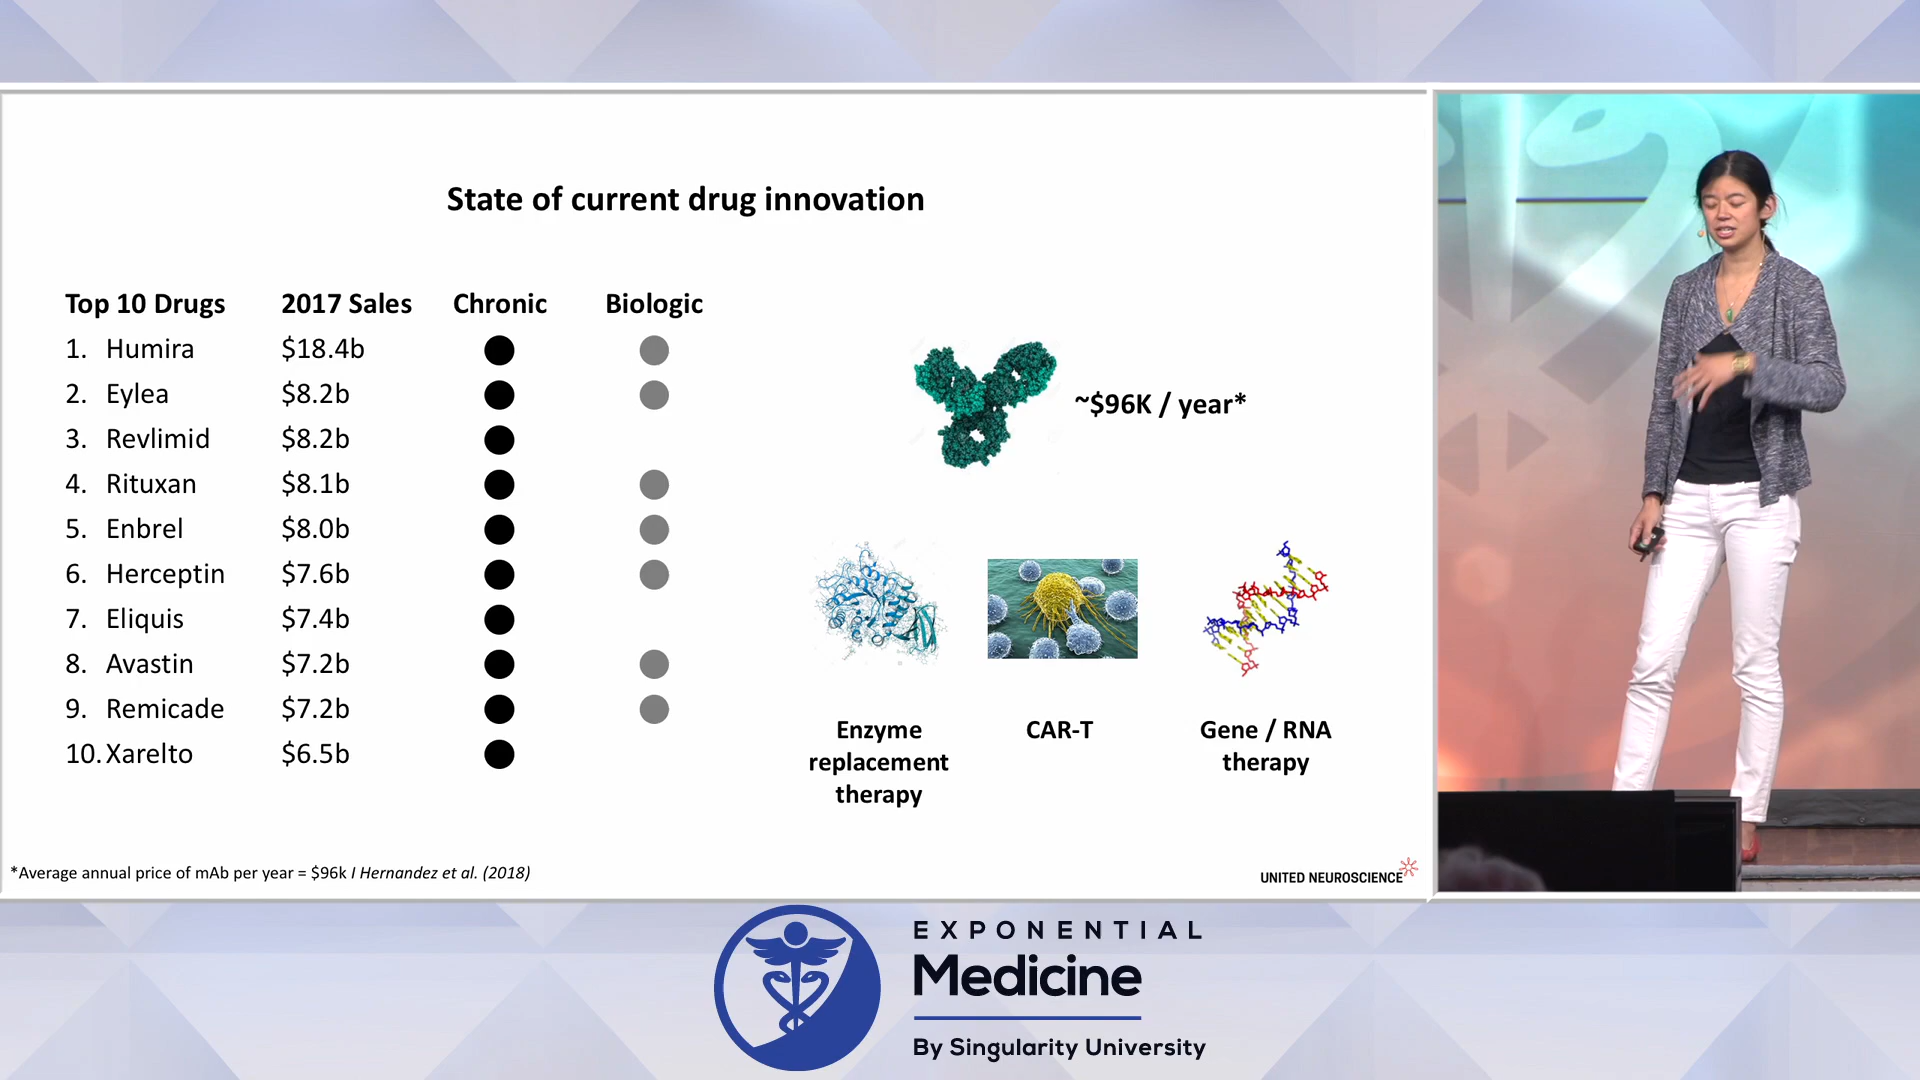 State of current drug innovation
Top 10 Drugs 2017 Sales Chronic Biologic
1. Humira $18.4b
2. Eylea $8.2b
3. Revlimid $8.2b
4. Rituxan $8.1b
5. Enbrel $8.0b
6. Herceptin $7.6b
7. Eliquis $7.4b
8. Avastin $7.2b
9. Remicade $7.2b
10. Xarelto $6.5b
~$96K / year*
Enzyme
replacement
therapy
CAR-T
Gene / RNA
therapy
*Average annual price of mAb per year = $96k I Hernandez et al. (2018)
UNITED NEUROSCIENCE
EXPONENTIAL
Medicine
By Singularity University